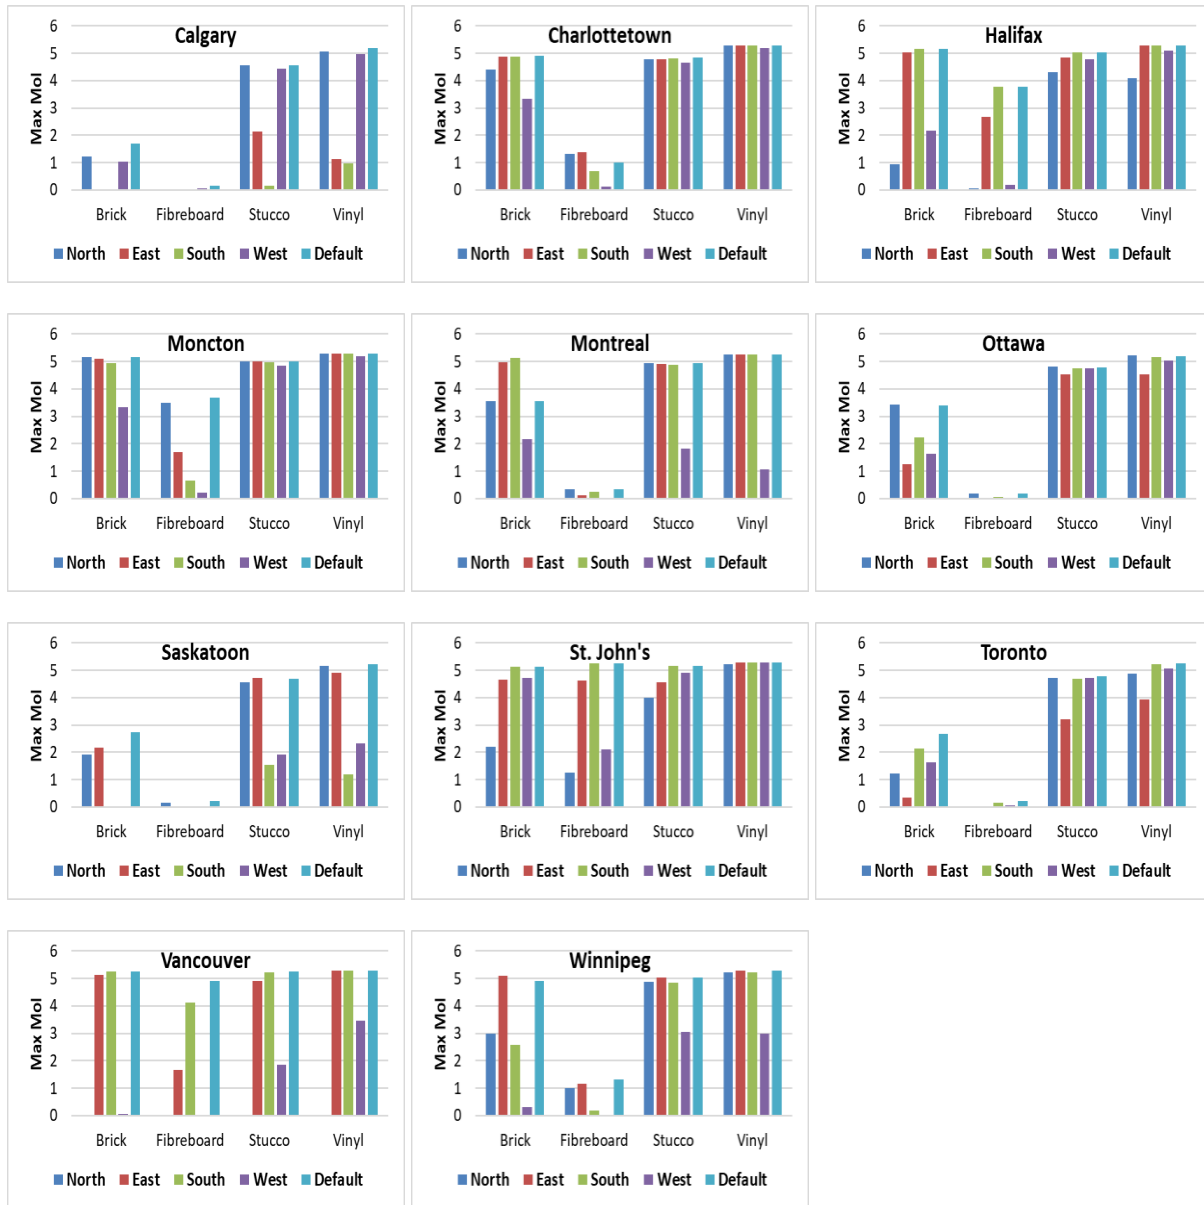 Calgary
Max Mol
6
5
4
3
2
1
0
Brick Fibreboard Stucco Vinyl
North East South West Default
Charlottetown
Max Mol
6
5
4
3
2
1
0
Brick Fibreboard Stucco Vinyl
North East South West Default
Halifax
Max Mol
6
5
4
3
2
1
0
Brick Fibreboard Stucco Vinyl
North East South West Default
Moncton
Max Mol
6
5
4
3
2
1
0
Brick Fibreboard Stucco Vinyl
North East South West Default
Montreal
Max Mol
6
5
4
3
2
1
0
Brick Fibreboard Stucco Vinyl
North East South West Default
Ottawa
Max Mol
6
5
4
3
2
1
0
Brick Fibreboard Stucco Vinyl
North East South West Default
Saskatoon
Max Mol
6
5
4
3
2
1
0
Brick Fibreboard Stucco Vinyl
North East South West Default
St. John's
Max Mol
6
5
4
3
2
1
0
Brick Fibreboard Stucco Vinyl
North East South West Default
Toronto
Max Mol
6
5
4
3
2
1
0
Brick Fibreboard Stucco Vinyl
North East South West Default
Vancouver
Max Mol
6
5
4
3
2
1
0
Brick Fibreboard Stucco Vinyl
North East South West Default
Winnipeg
Max Mol
6
5
4
3
2
1
0
Brick Fibreboard Stucco Vinyl
North East South West Default